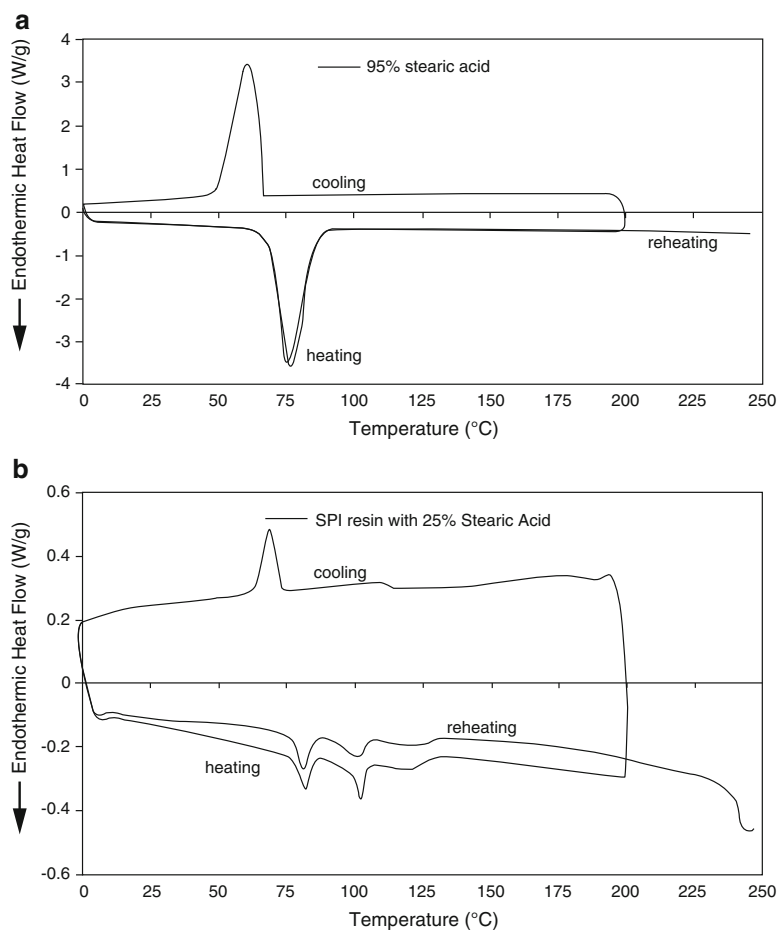 a
Endothermic Heat Flow (W/g)
4
3
2
1
0
-1
-2
-3
-4
95% stearic acid
cooling
reheating
heating
0 25 50 75 100 125 150 175 200 225 250
Temperature (°C)
b
Endothermic Heat Flow (W/g)
0.6
0.4
0.2
0
-0.2
-0.4
-0.6
SPI resin with 25% Stearic Acid
cooling
reheating
heating
0 25 50 75 100 125 150 175 200 225 250
Temperature (°C)